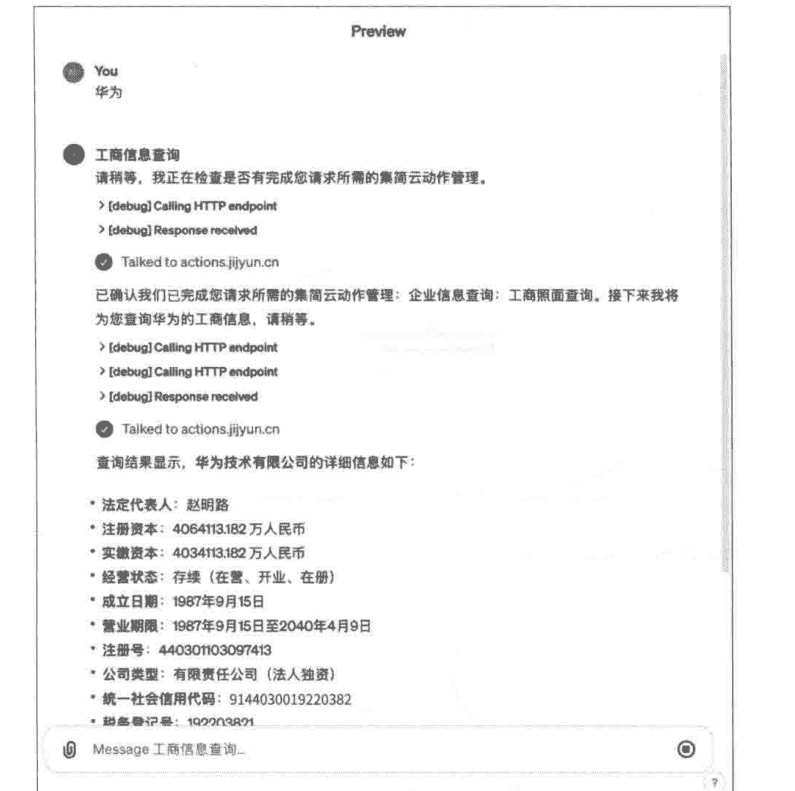 Preview
You
华为
工商信息查询
请稍等，我正在检查是否有完成您请求所需的集简云动作管理。
> [debug] Calling HTTP endpoint
> [debug] Response received
Talked to actions.jijyun.cn
已确认我们已完成您请求所需的集简云动作管理：企业信息查询：工商照面查询。接下来我将
为您查询华为的工商信息，请稍等。
> [debug] Calling HTTP endpoint
> [debug] Calling HTTP endpoint
> [debug] Response received
Talked to actions.jijyun.cn
查询结果显示，华为技术有限公司的详细信息如下：
• 法定代表人：赵明路
• 注册资本：4064113.182 万人民币
• 实缴资本：4034113.182 万人民币
• 经营状态：存续（在营、开业、在册）
• 成立日期：1987年9月15日
• 营业期限：1987年9月15日至2040年4月9日
• 注册号：440301103097413
• 公司类型：有限责任公司（法人独资）
• 统一社会信用代码：9144030019220382
• 税务登记号：192203821
Message 工商信息查询...
?